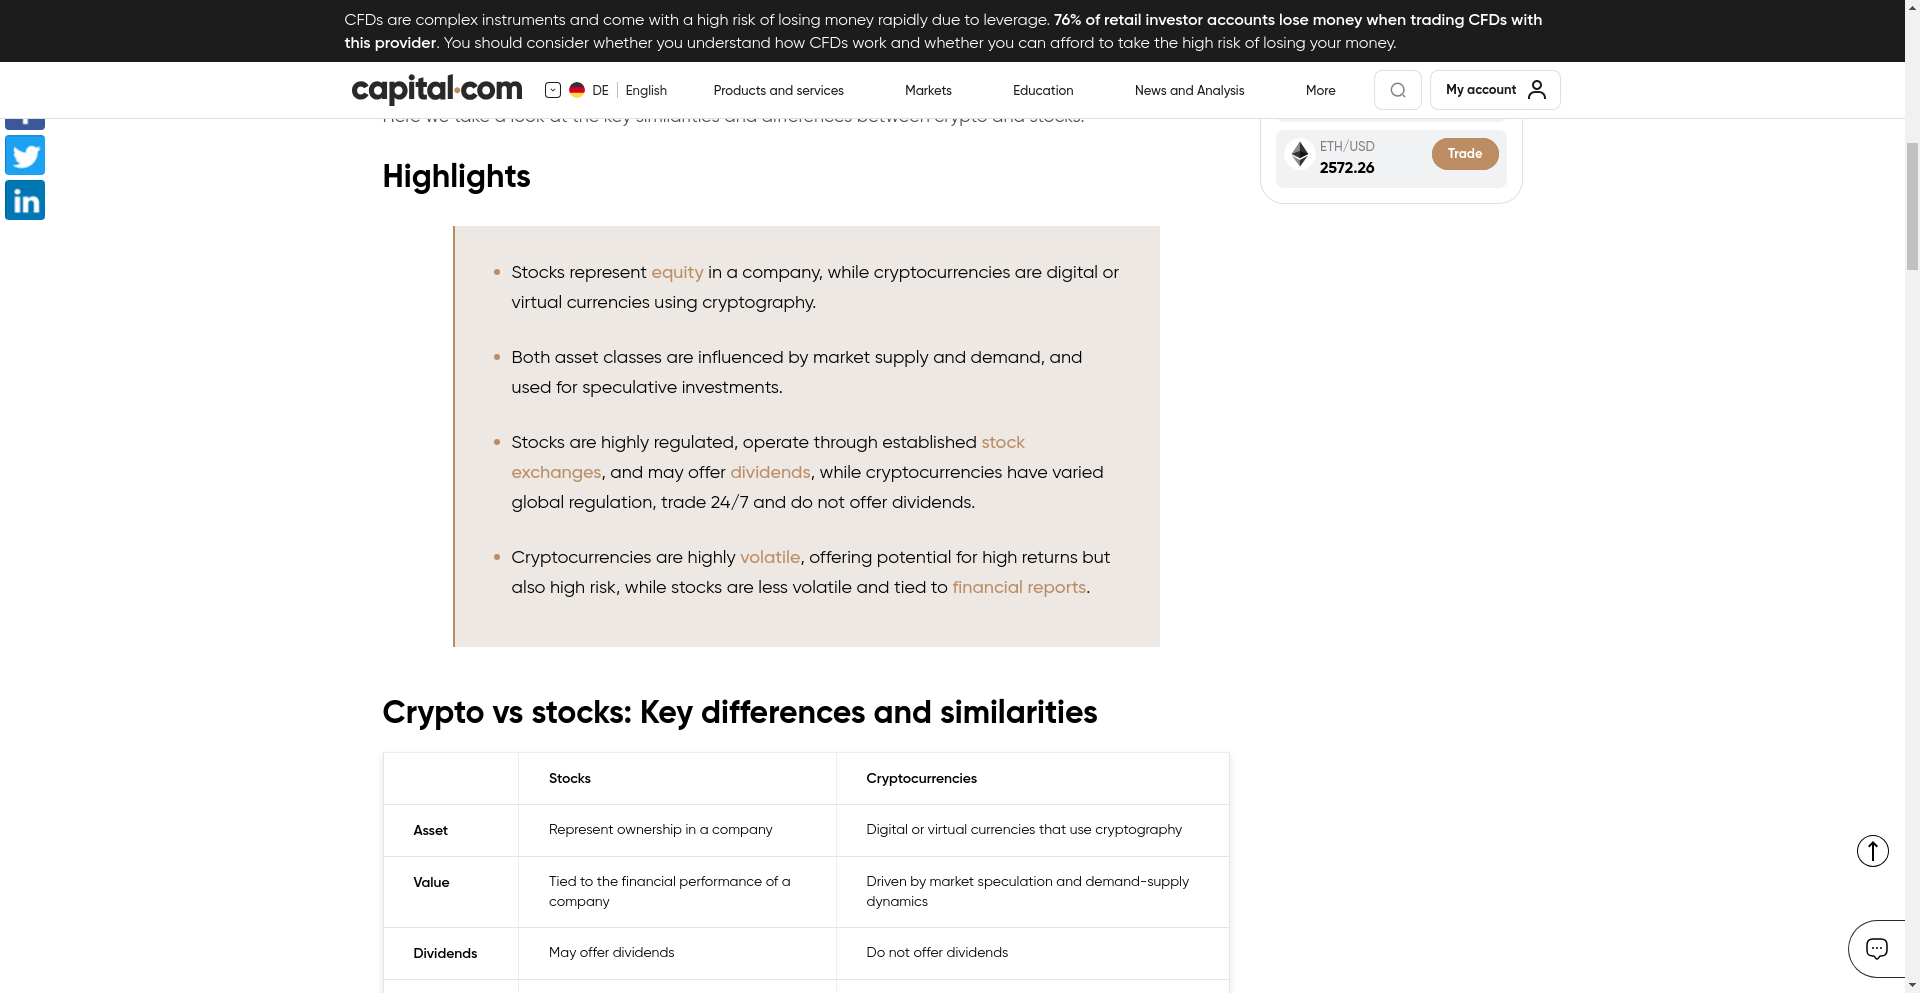 CFDs are complex instruments and come with a high risk of losing money rapidly due to leverage. 76% of retail investor accounts lose money when trading CFDs with
this provider. You should consider whether you understand how CFDs work and whether you can afford to take the high risk of losing your money.
capital.com
DE
English
Products and services
Markets
Education
News and Analysis
More
My account
Here we take a look at the key similarities and differences between crypto and stocks.
ETH/USD
2572.26
Trade
in
Highlights
Stocks represent equity in a company, while cryptocurrencies are digital or
virtual currencies using cryptography.
Both asset classes are influenced by market supply and demand, and
used for speculative investments.
Stocks are highly regulated, operate through established stock
exchanges, and may offer dividends, while cryptocurrencies have varied
global regulation, trade 24/7 and do not offer dividends.
Cryptocurrencies are highly volatile, offering potential for high returns but
also high risk, while stocks are less volatile and tied to financial reports.
Crypto vs stocks: Key differences and similarities
Stocks
Cryptocurrencies
Asset
Represent ownership in a company
Digital or virtual currencies that use cryptography
Value
Tied to the financial performance of a
company
Driven by market speculation and demand-supply
dynamics
Dividends
May offer dividends
Do not offer dividends